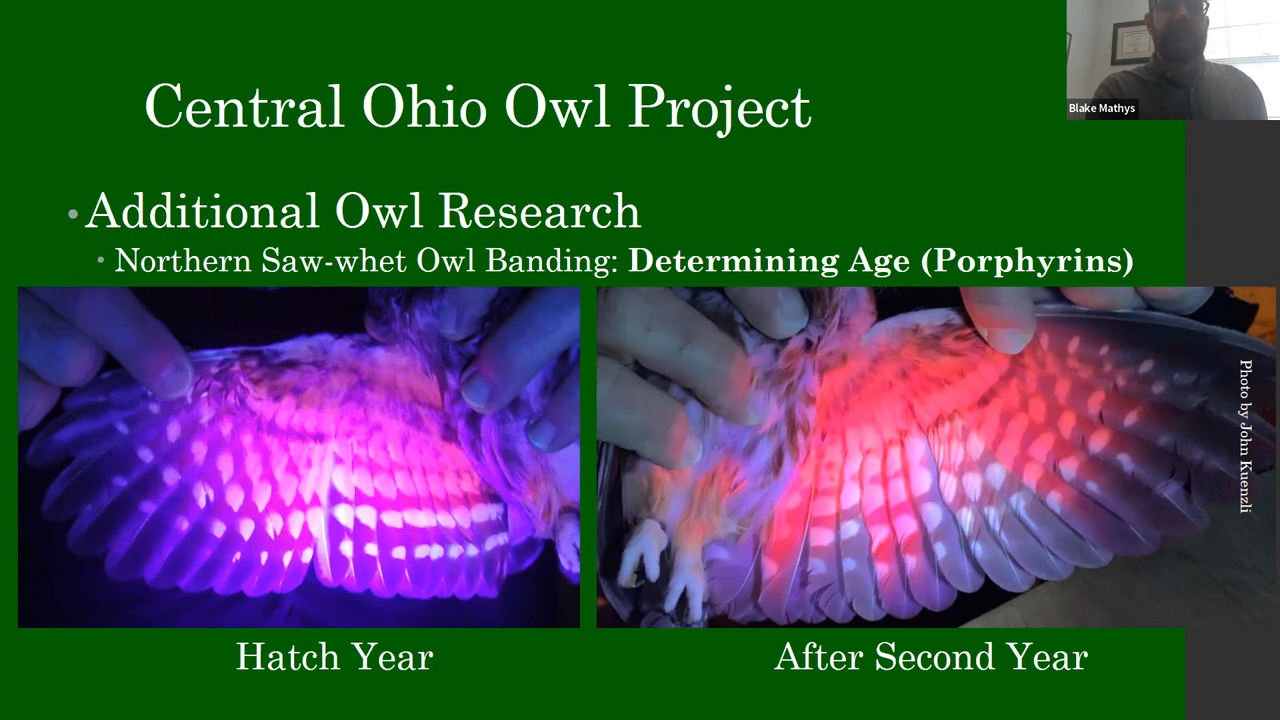 Central Ohio Owl Project
Blake Mathys
• Additional Owl Research
• Northern Saw-whet Owl Banding: Determining Age (Porphyrins)
Photo by John Kuenzli
Hatch Year
After Second Year